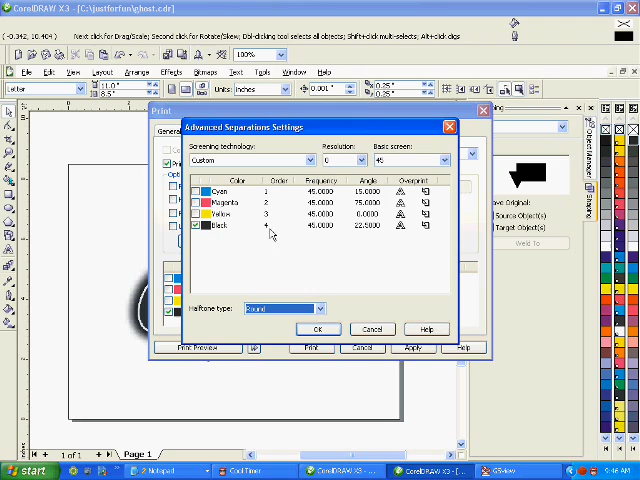 CorelDRAW X3 - [C:\justforfun\ghost.cdr]
(-0.342, 10.404) Next click for Drag/Scale; Second click for Rotate/Skew; Dbl-clicking tool selects all objects; Shift+click multi-selects; Alt+click digs
100%
File Edit View Layout Arrange Effects Bitmaps Text Tools Window Help
Letter 11.0" 8.5" Units: inches 0.001" 0.25" 0.25"
Print
Advanced Separations Settings
Screening technology: Resolution: Basic screen:
Custom 0 45
Color Order Frequency Angle Overprint
Cyan 1 45.0000 15.0000
Magenta 2 45.0000 75.0000
Yellow 3 45.0000 0.0000
Black 4 45.0000 22.5000
Halftone type: Round
OK Cancel Help
General
Print Preview Print Cancel Apply Help
Leave Original:
Source Object(s)
Target Object(s)
Weld To
Object Manager
Shaping
1 of 1 Page 1
start 2 Notepad Cool Timer CorelDRAW X3 - ... CorelDRAW X3 - [... GSview 9:46 AM